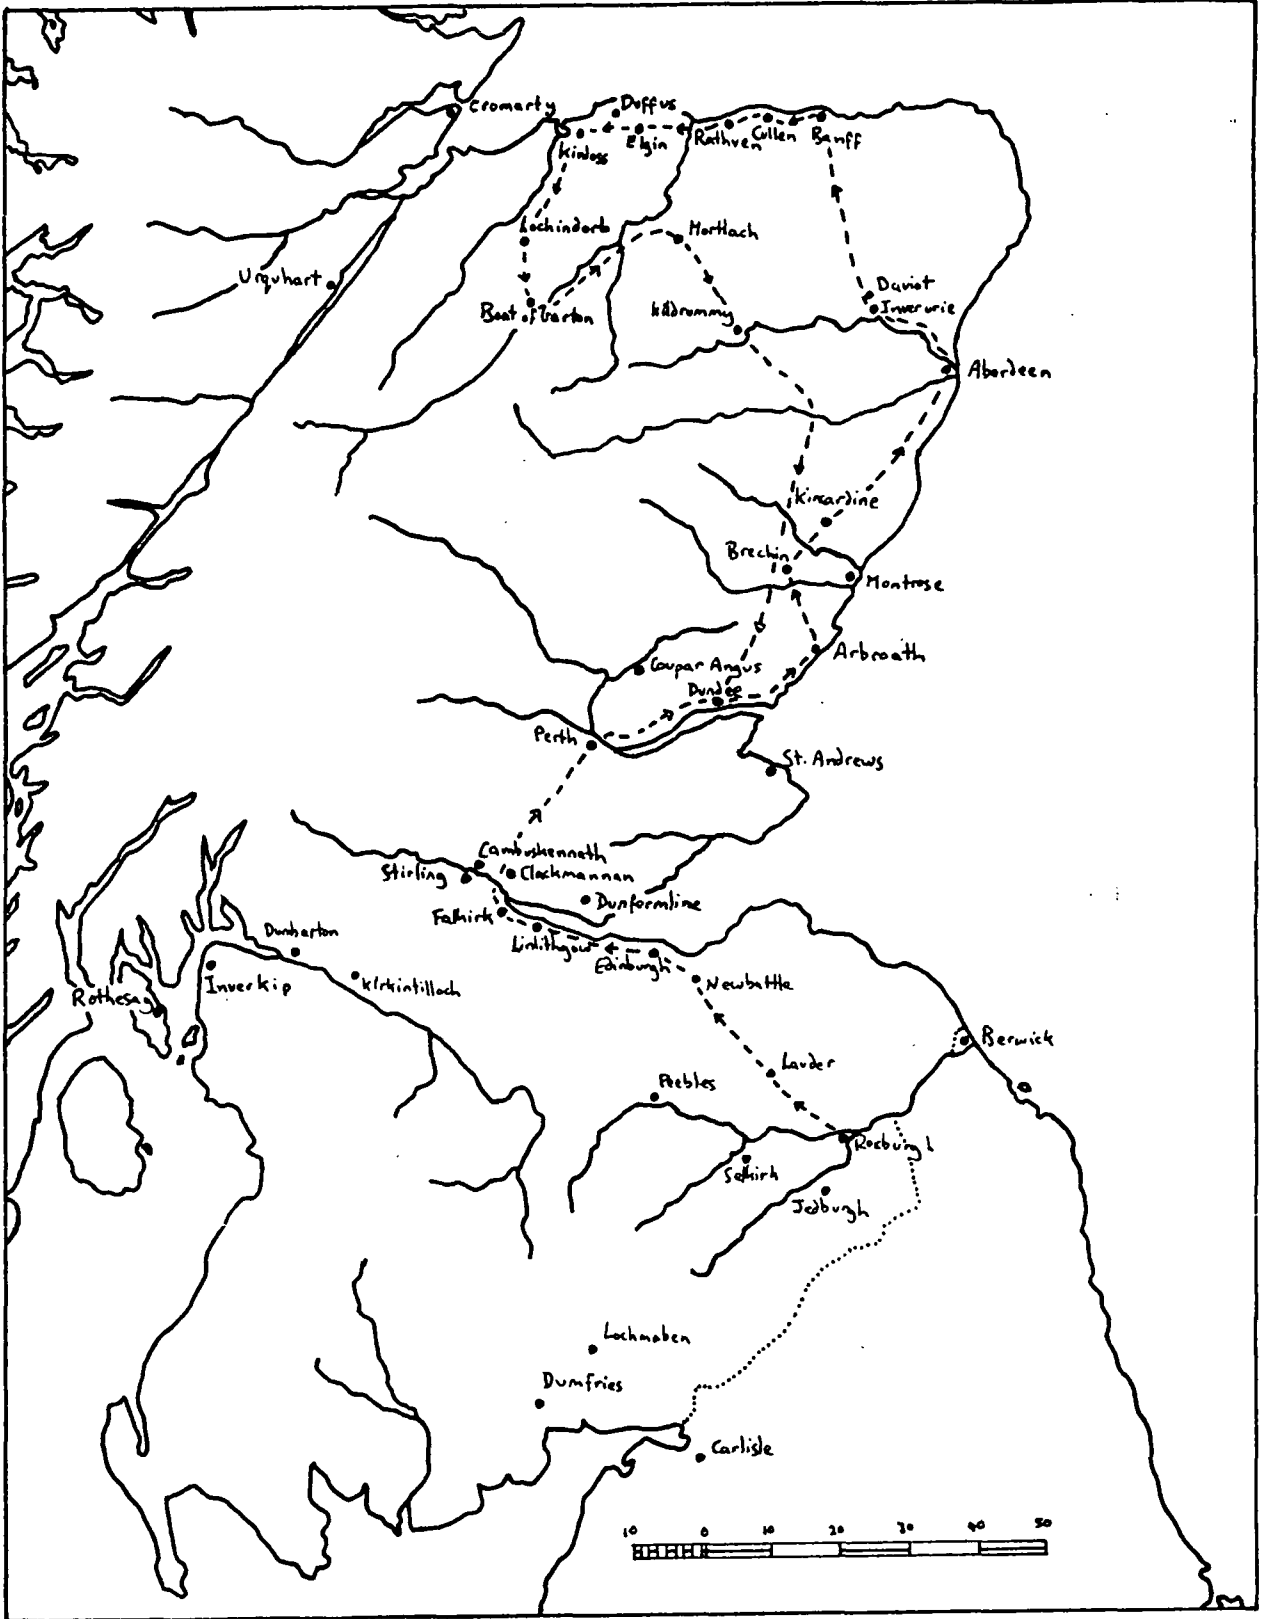 Cromarty
Duffus
Kinloss
Elgin
Rathven
Cullen
Banff
Lochindorb
Mortlach
Urquhart
Boat of Garton
Kildrummy
Daviot
Inverurie
Aberdeen
Kincardine
Brechin
Montrose
Coupar Angus
Arbroath
Dundee
Perth
St. Andrews
Cambuskenneth
Stirling
Clackmannan
Dunfermline
Falkirk
Linlithgow
Edinburgh
Dunbarton
Inverkip
Kirkintilloch
Newbattle
Rothesay
Berwick
Lauder
Peebles
Roxburgh
Selkirk
Jedburgh
Lochmaben
Dumfries
Carlisle
10 0 10 20 30 40 50